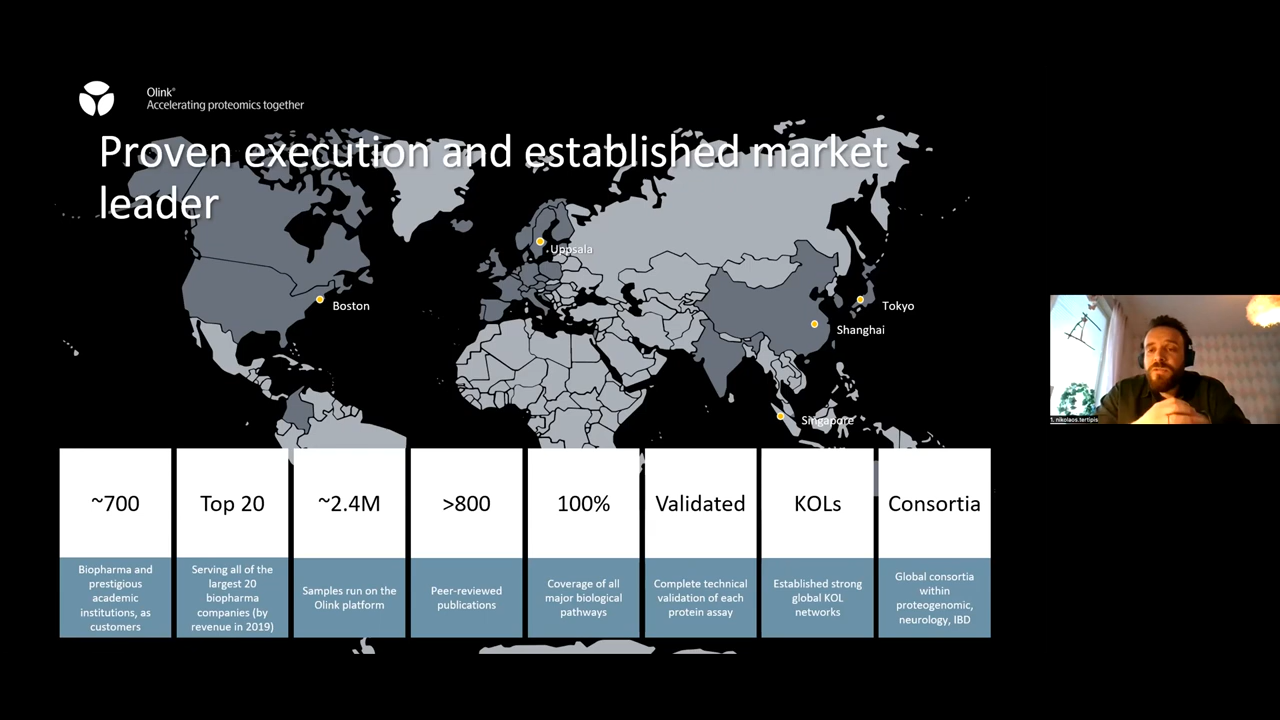 Olink®
Accelerating proteomics together
Proven execution and established market
leader
Uppsala
Boston
Tokyo
Shanghai
Singapore
~700
Biopharma and
prestigious
academic
institutions, as
customers
Top 20
Serving all of the
largest 20
biopharma
companies (by
revenue in 2019)
~2.4M
Samples run on the
Olink platform
>800
Peer-reviewed
publications
100%
Coverage of all
major biological
pathways
Validated
Complete technical
validation of each
protein assay
KOLs
Established strong
global KOL
networks
Consortia
Global consortia
within
proteogenomic,
neurology, IBD
1. nikolaos.tertipis